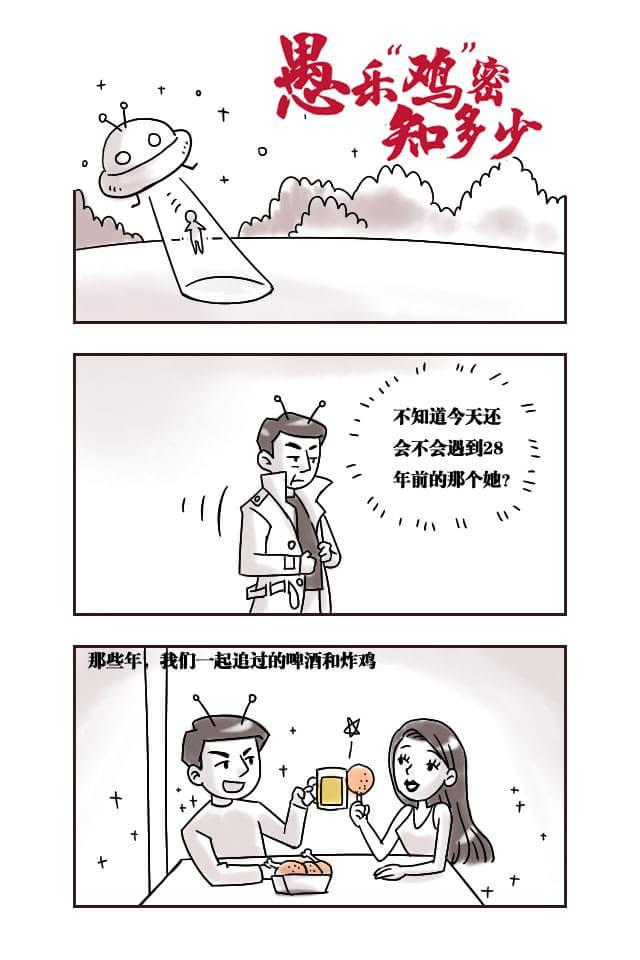 愚乐“鸡”密
知多少
不知道今天还
会不会遇到28
年前的那个她?
那些年，我们一起追过的啤酒和炸鸡